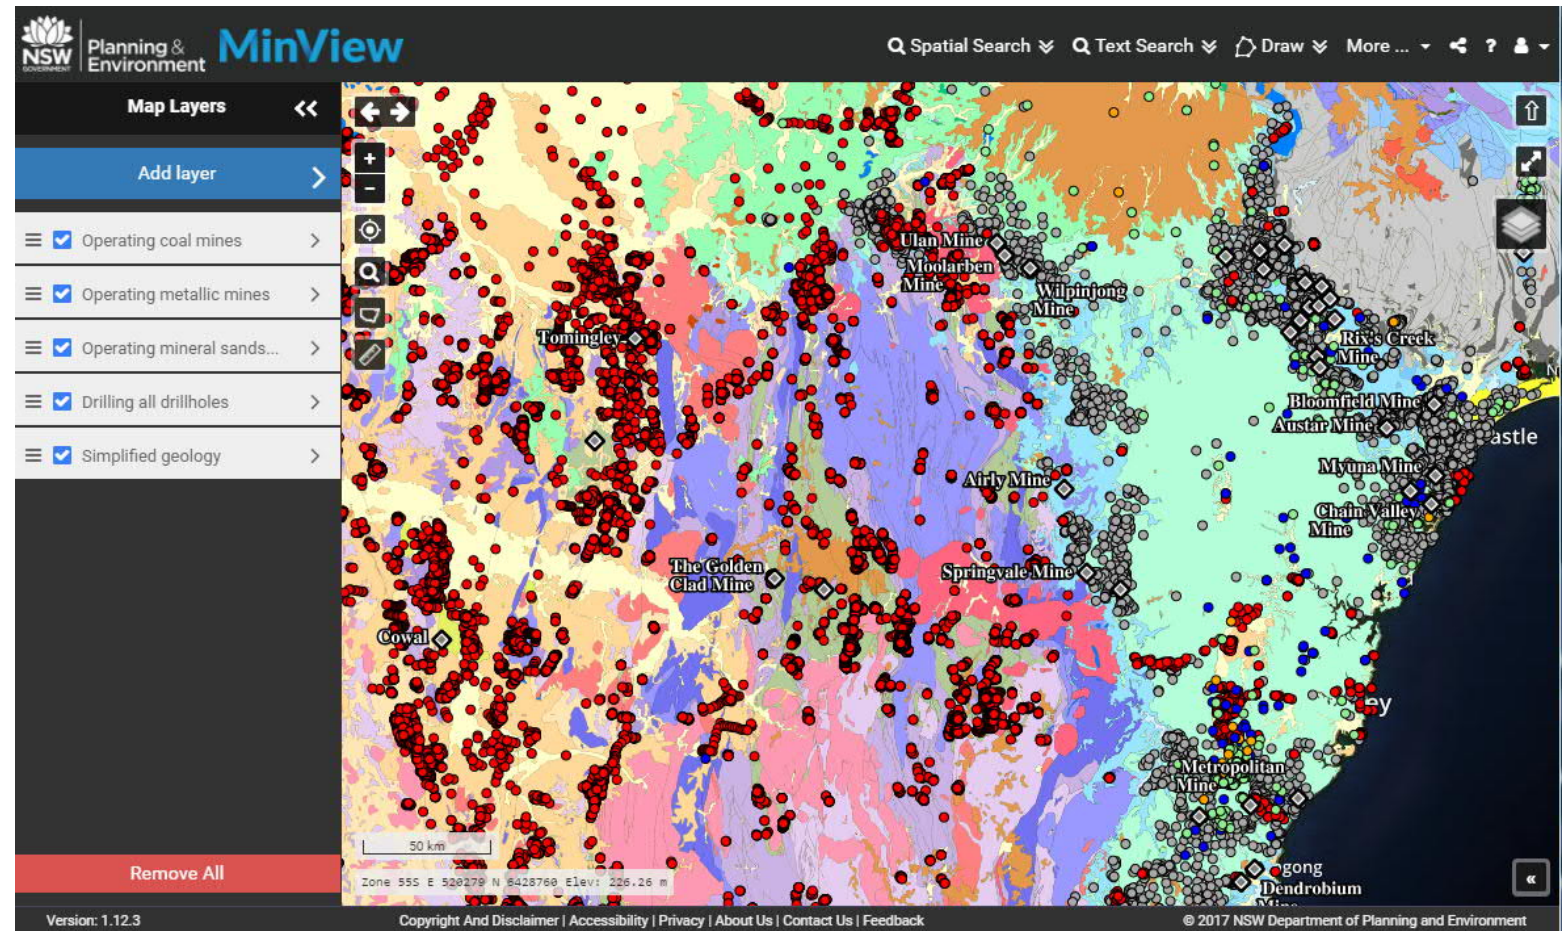 NSW
GOVERNMENT
Planning &
Environment
MinView
Spatial Search
Text Search
Draw
More ...
?
Map Layers
Add layer
Operating coal mines
Operating metallic mines
Operating mineral sands...
Drilling all drillholes
Simplified geology
Remove All
+
-
Ulan Mine
Moolarben
Mine
Wilpinjong
Mine
Tomingley
Rix's Creek
Mine
Bloomfield Mine
Austar Mine
astle
Myuna Mine
Airly Mine
Chain Valley
Mine
The Golden
Clad Mine
Springvale Mine
Cowal
ey
Metropolitan
Mine
ngong
Dendrobium
Mine
50 km
Zone 55S E 520279 N 6428760 Elev: 226.26 m
Version: 1.12.3
Copyright And Disclaimer | Accessibility | Privacy | About Us | Contact Us | Feedback
© 2017 NSW Department of Planning and Environment